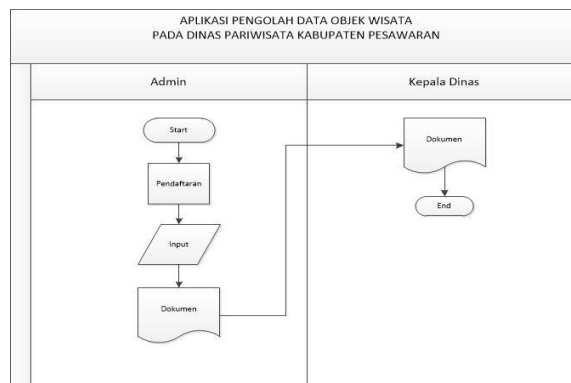 APLIKASI PENGOLAH DATA OBJEK WISATA
PADA DINAS PARIWISATA KABUPATEN PESAWARAN
Admin
Kepala Dinas
Start
Pendaftaran
Input
Dokumen
Dokumen
End